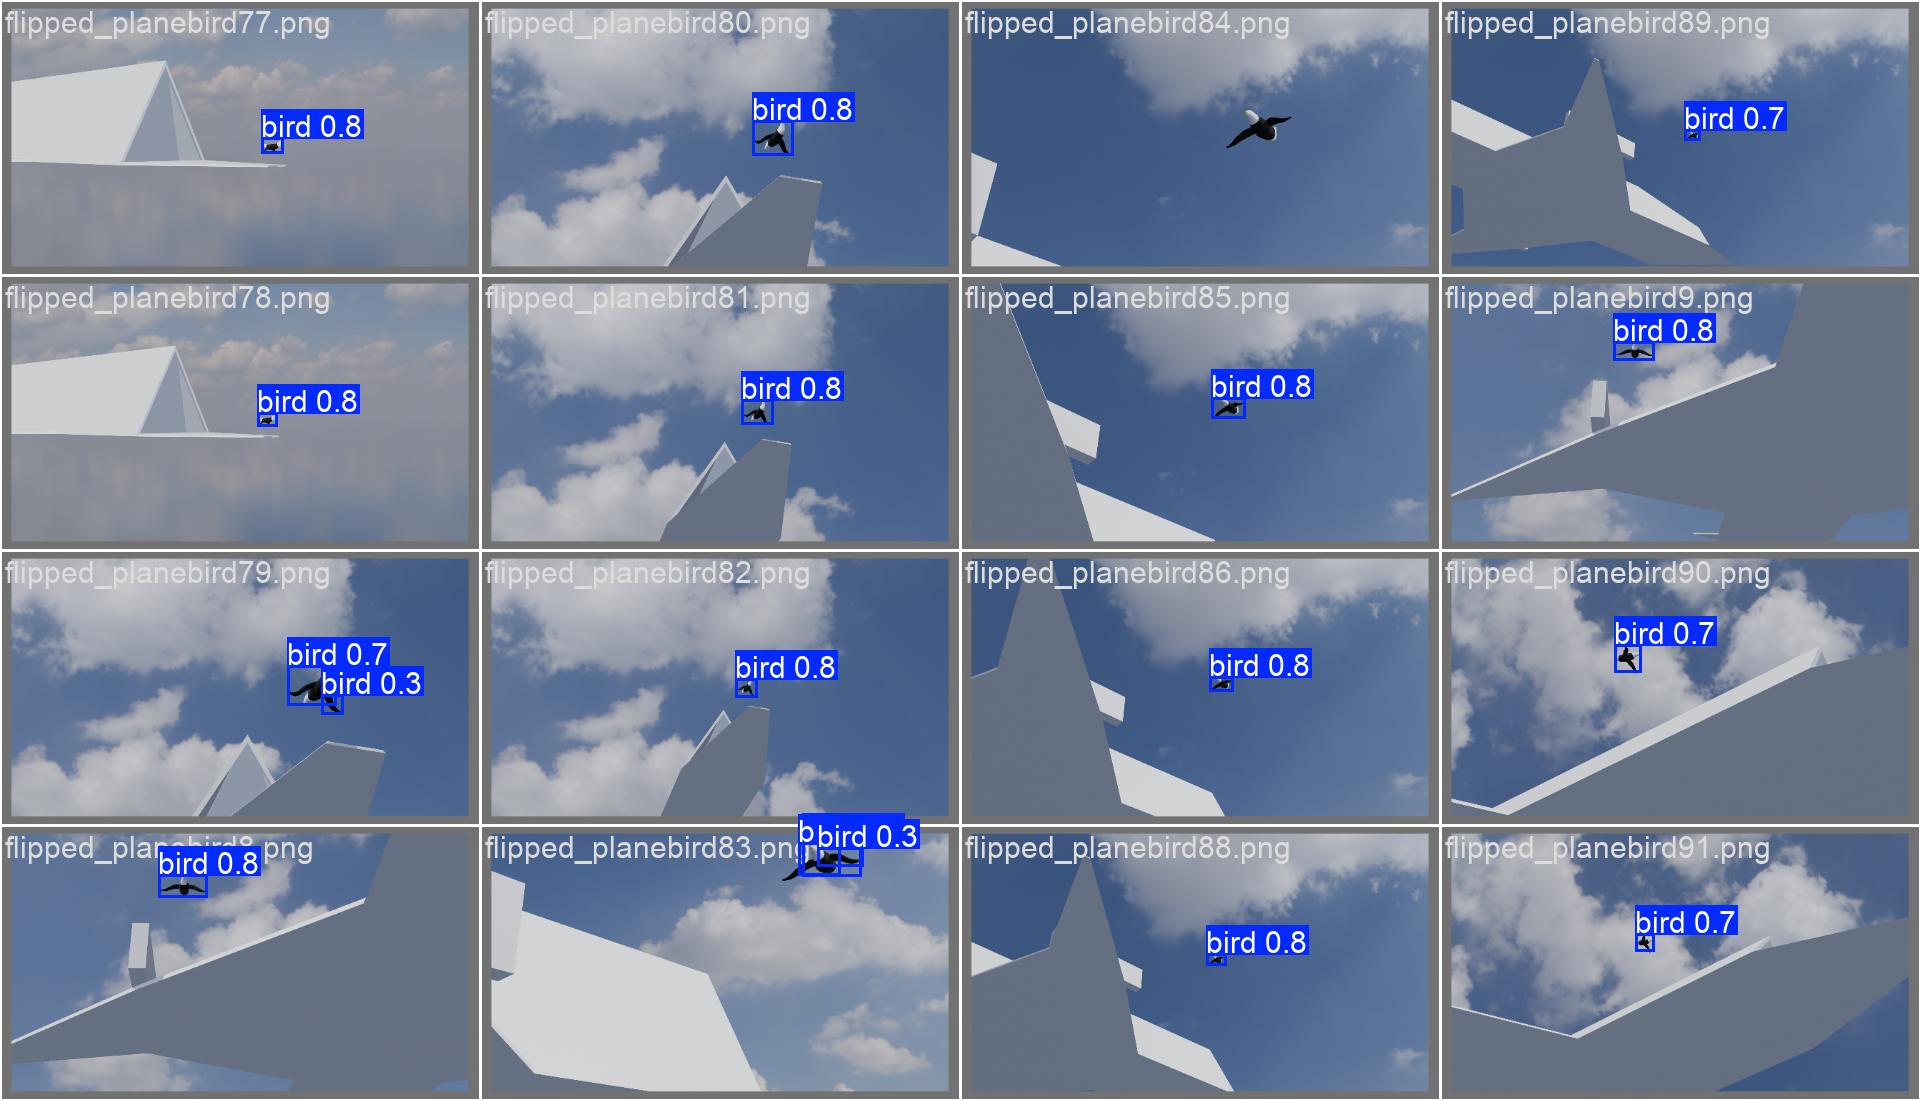 flipped_planebird77.png
bird 0.8
flipped_planebird80.png
bird 0.8
flipped_planebird84.png
flipped_planebird89.png
bird 0.7
flipped_planebird78.png
bird 0.8
flipped_planebird81.png
bird 0.8
flipped_planebird85.png
bird 0.8
flipped_planebird9.png
bird 0.8
flipped_planebird79.png
bird 0.7
bird 0.3
flipped_planebird82.png
bird 0.8
flipped_planebird86.png
bird 0.8
flipped_planebird90.png
bird 0.7
flipped_planebird8.png
bird 0.8
flipped_planebird83.png
bird 0.3
flipped_planebird88.png
bird 0.8
flipped_planebird91.png
bird 0.7